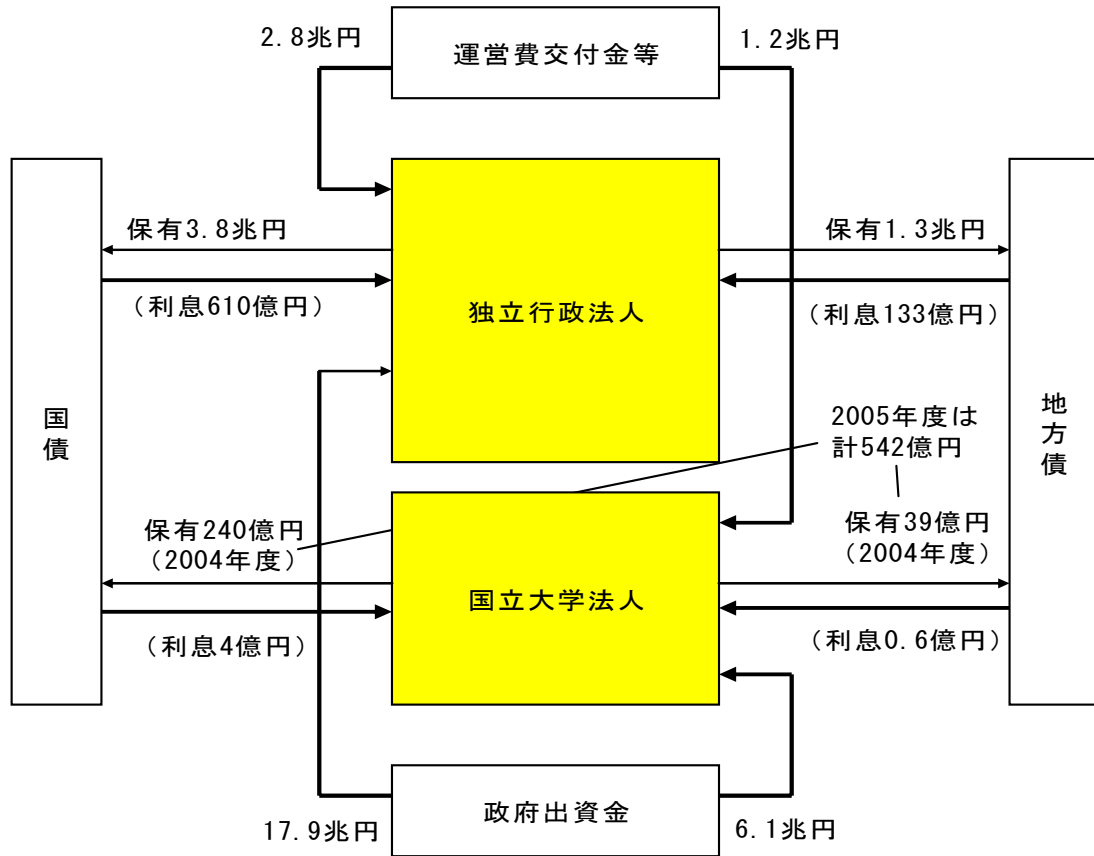 2.8兆円
運営費交付金等
1.2兆円
保有3.8兆円
保有1.3兆円
(利息610億円)
独立行政法人
(利息133億円)
国債
地方債
2005年度は
計542億円
保有240億円
(2004年度)
保有39億円
(2004年度)
国立大学法人
(利息4億円)
(利息0.6億円)
17.9兆円
政府出資金
6.1兆円